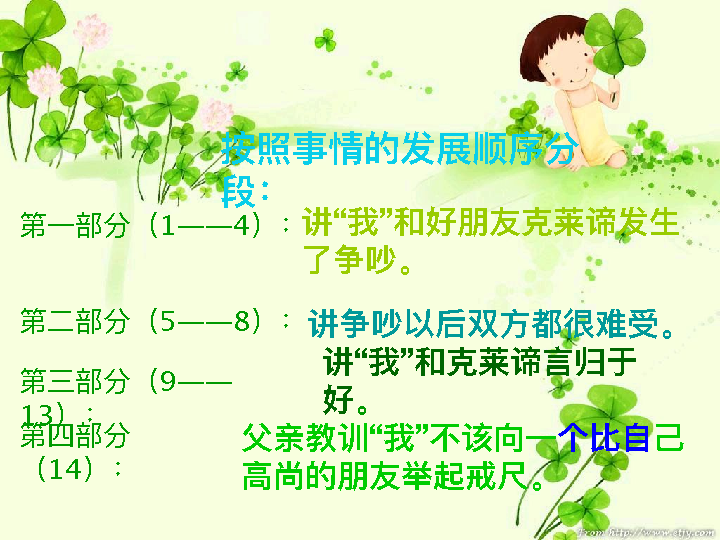 按照事情的发展顺序分
段：
第一部分（1——4）：讲“我”和好朋友克莱谛发生
了争吵。
第二部分（5——8）：讲争吵以后双方都很难受。
第三部分（9——
13）：
讲“我”和克莱谛言归于
好。
第四部分
（14）：
父亲教训“我”不该向一个比自己
高尚的朋友举起戒尺。
From http://www.etjy.com